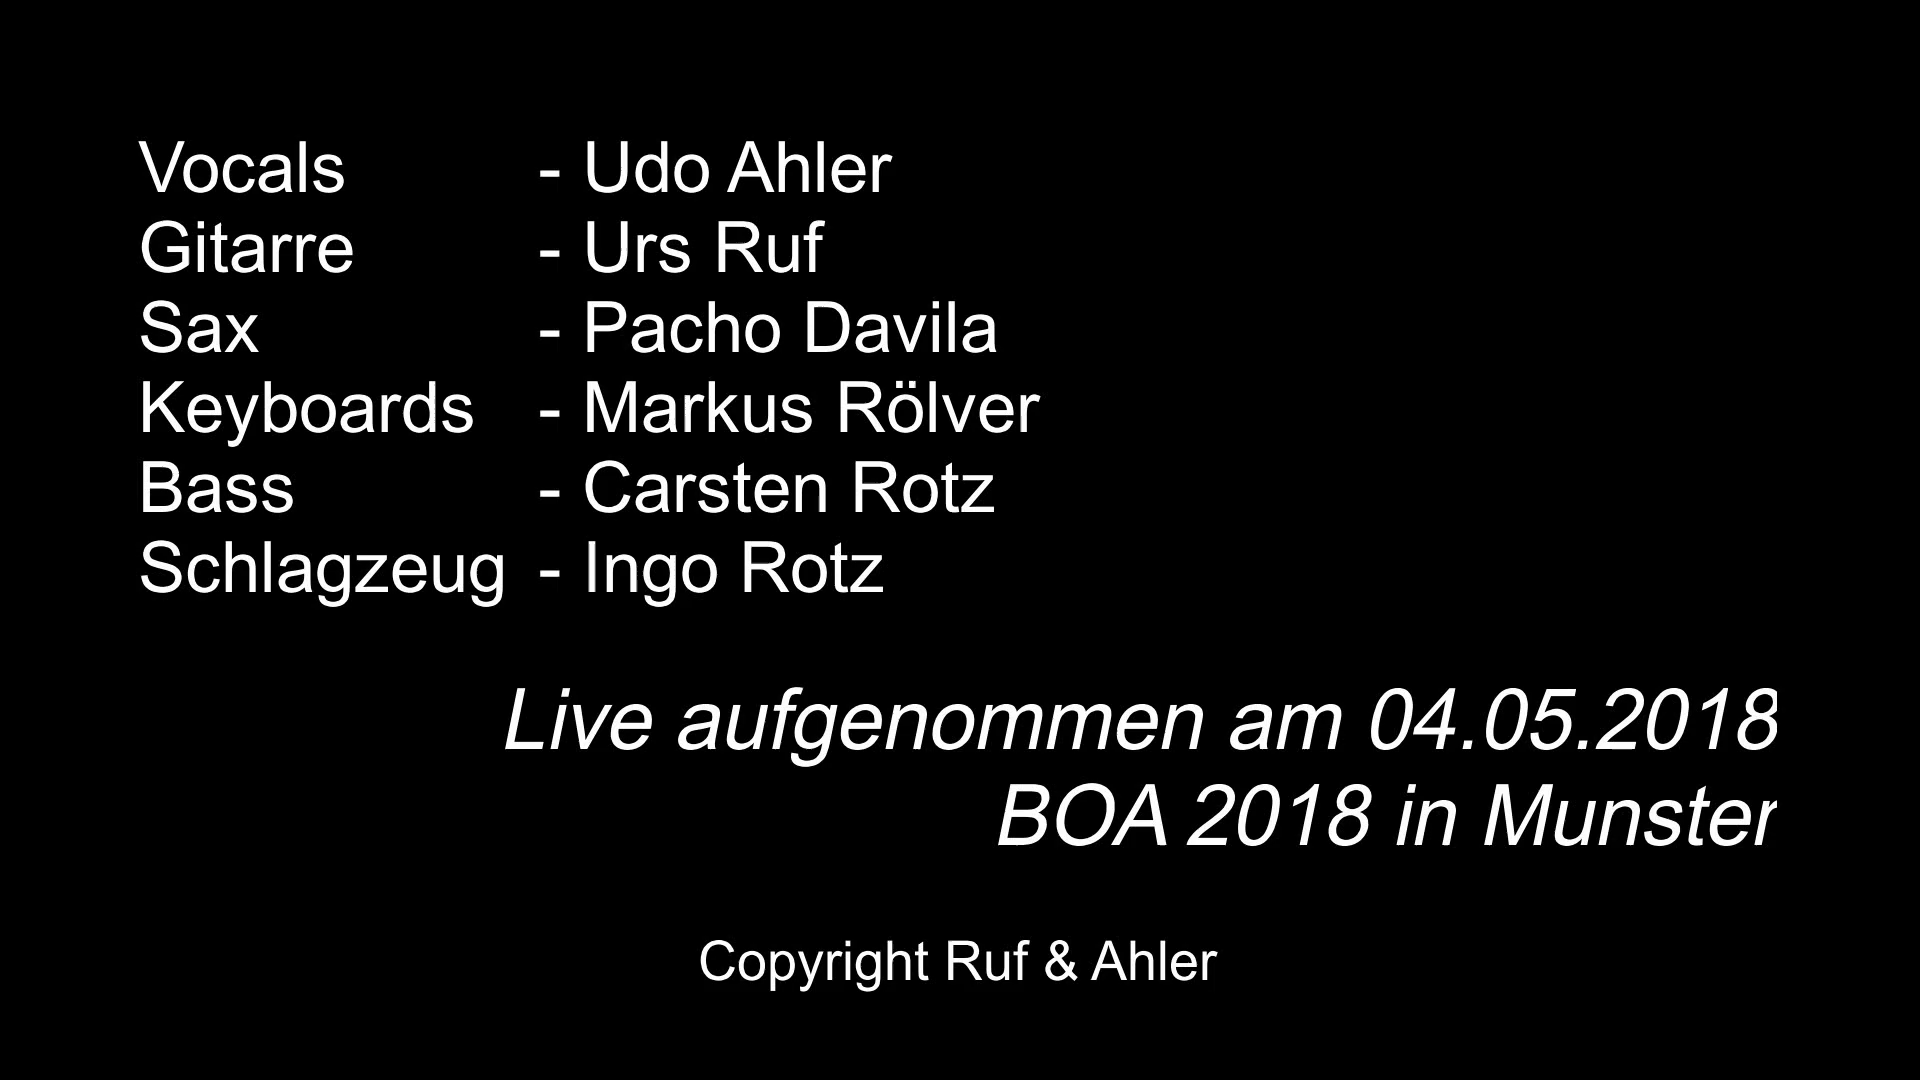 Vocals - Udo Ahler
Gitarre - Urs Ruf
Sax - Pacho Davila
Keyboards - Markus Rölver
Bass - Carsten Rotz
Schlagzeug - Ingo Rotz
Live aufgenommen am 04.05.2018
BOA 2018 in Munster
Copyright Ruf & Ahler